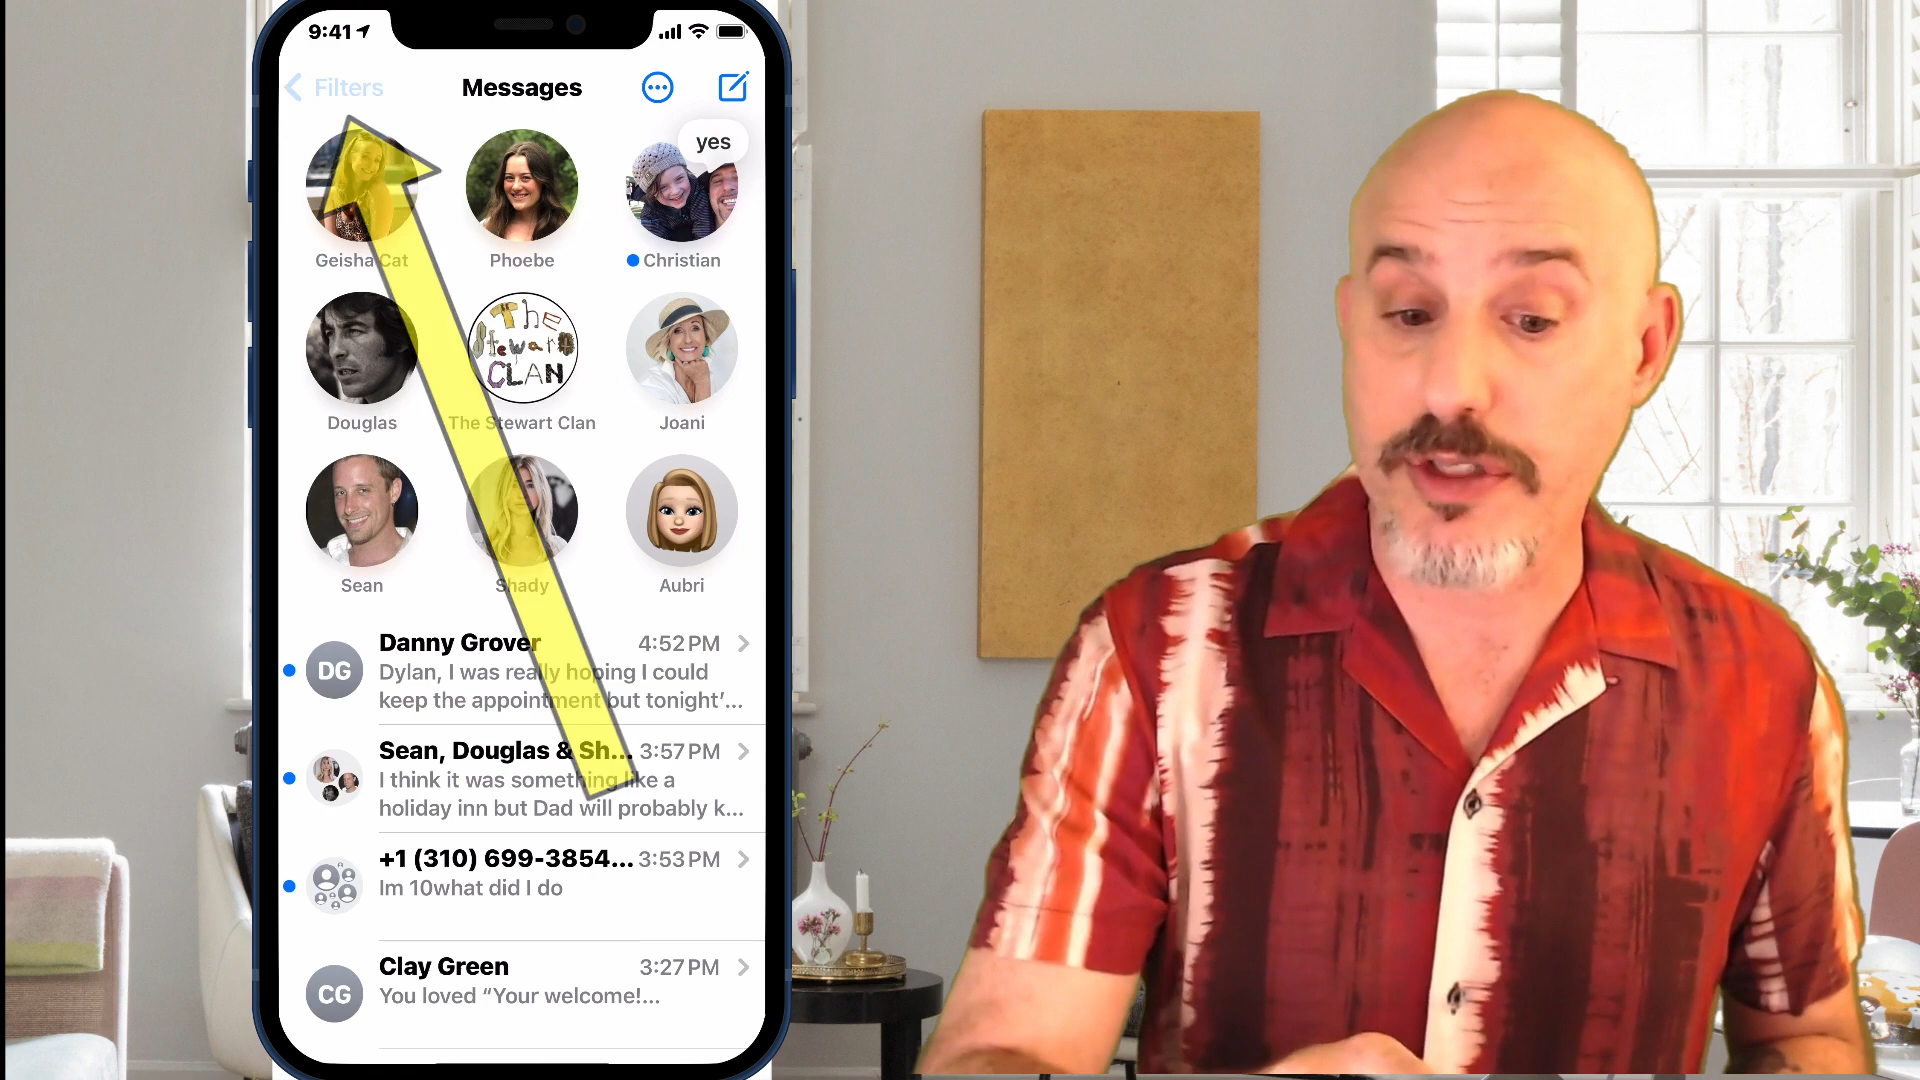 9:41
Filters
Messages
yes
Geisha Cat
Phoebe
Christian
The Stewart CLAN
Douglas
The Stewart Clan
Joani
Sean
Shady
Aubri
DG
Danny Grover
4:52 PM
Dylan, I was really hoping I could
keep the appointment but tonight’...
Sean, Douglas & Sh...
3:57 PM
I think it was something like a
holiday inn but Dad will probably k...
+1 (310) 699-3854...
3:53 PM
Im 10what did I do
CG
Clay Green
3:27 PM
You loved “Your welcome!...